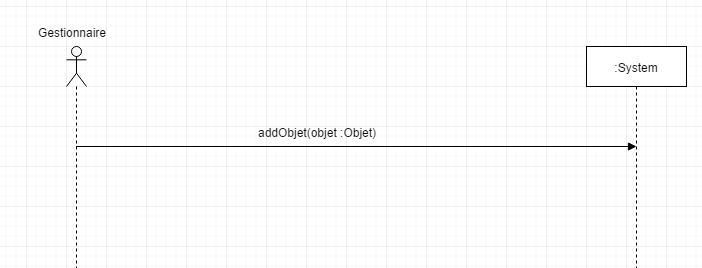 Gestionnaire
:System
addObjet(objet :Objet)